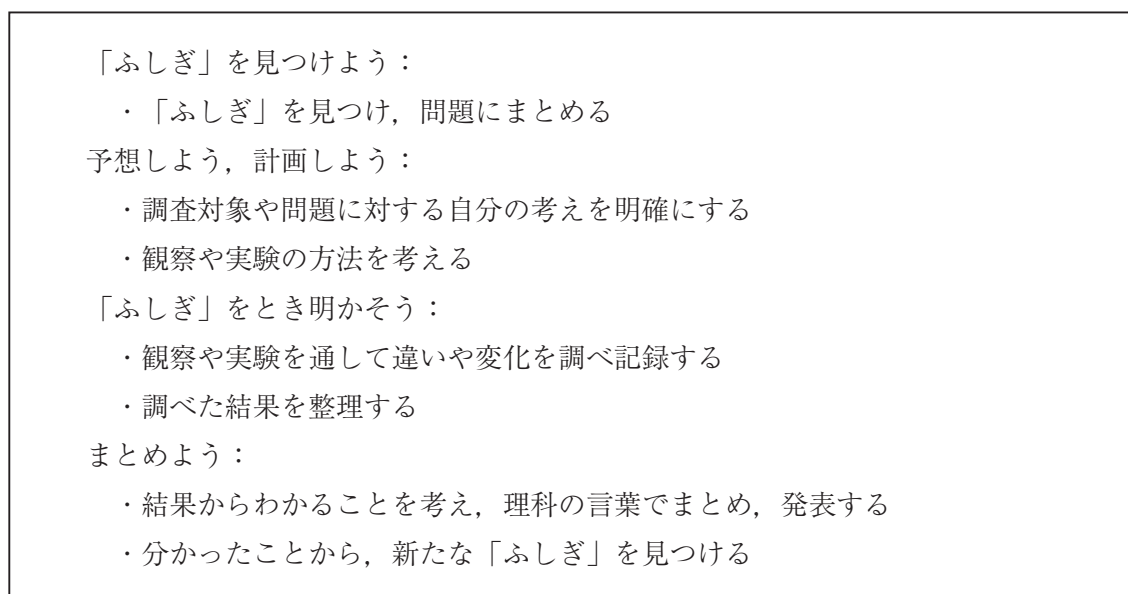 「ふしぎ」を見つけよう：
・「ふしぎ」を見つけ，問題にまとめる
予想しよう，計画しよう：
・調査対象や問題に対する自分の考えを明確にする
・観察や実験の方法を考える
「ふしぎ」をとき明かそう：
・観察や実験を通して違いや変化を調べ記録する
・調べた結果を整理する
まとめよう：
・結果からわかることを考え，理科の言葉でまとめ，発表する
・分かったことから，新たな「ふしぎ」を見つける